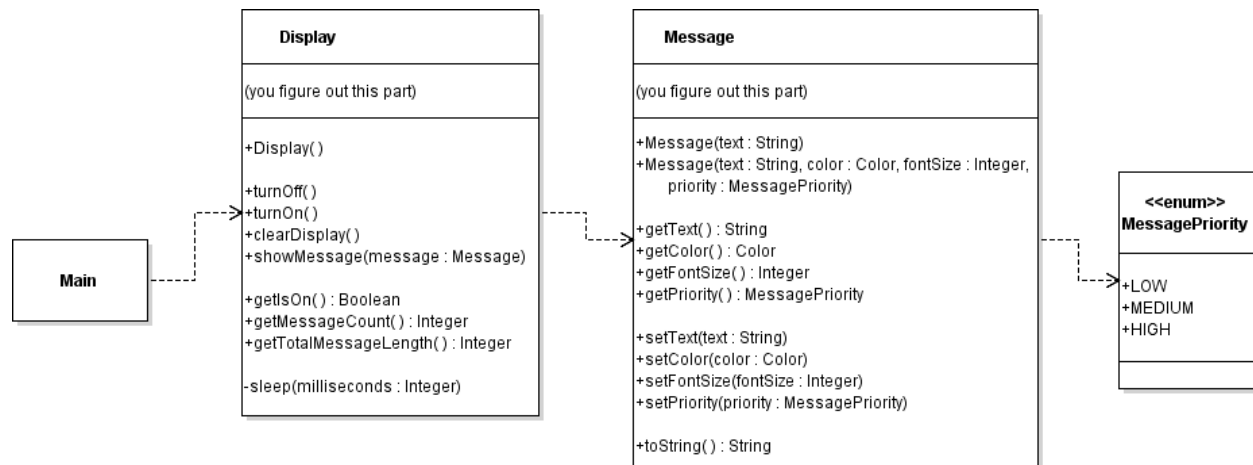 Main
Display
(you figure out this part)
+Display( )
+turnOff( )
+turnOn( )
+clearDisplay( )
+showMessage(message : Message)
+getIsOn( ) : Boolean
+getMessageCount( ) : Integer
+getTotalMessageLength( ) : Integer
-sleep(milliseconds : Integer)
Message
(you figure out this part)
+Message(text : String)
+Message(text : String, color : Color, fontSize : Integer,
priority : MessagePriority)
+getText( ) : String
+getColor( ) : Color
+getFontSize( ) : Integer
+getPriority( ) : MessagePriority
+setText(text : String)
+setColor(color : Color)
+setFontSize(fontSize : Integer)
+setPriority(priority : MessagePriority)
+toString( ) : String
<<enum>>
MessagePriority
+LOW
+MEDIUM
+HIGH